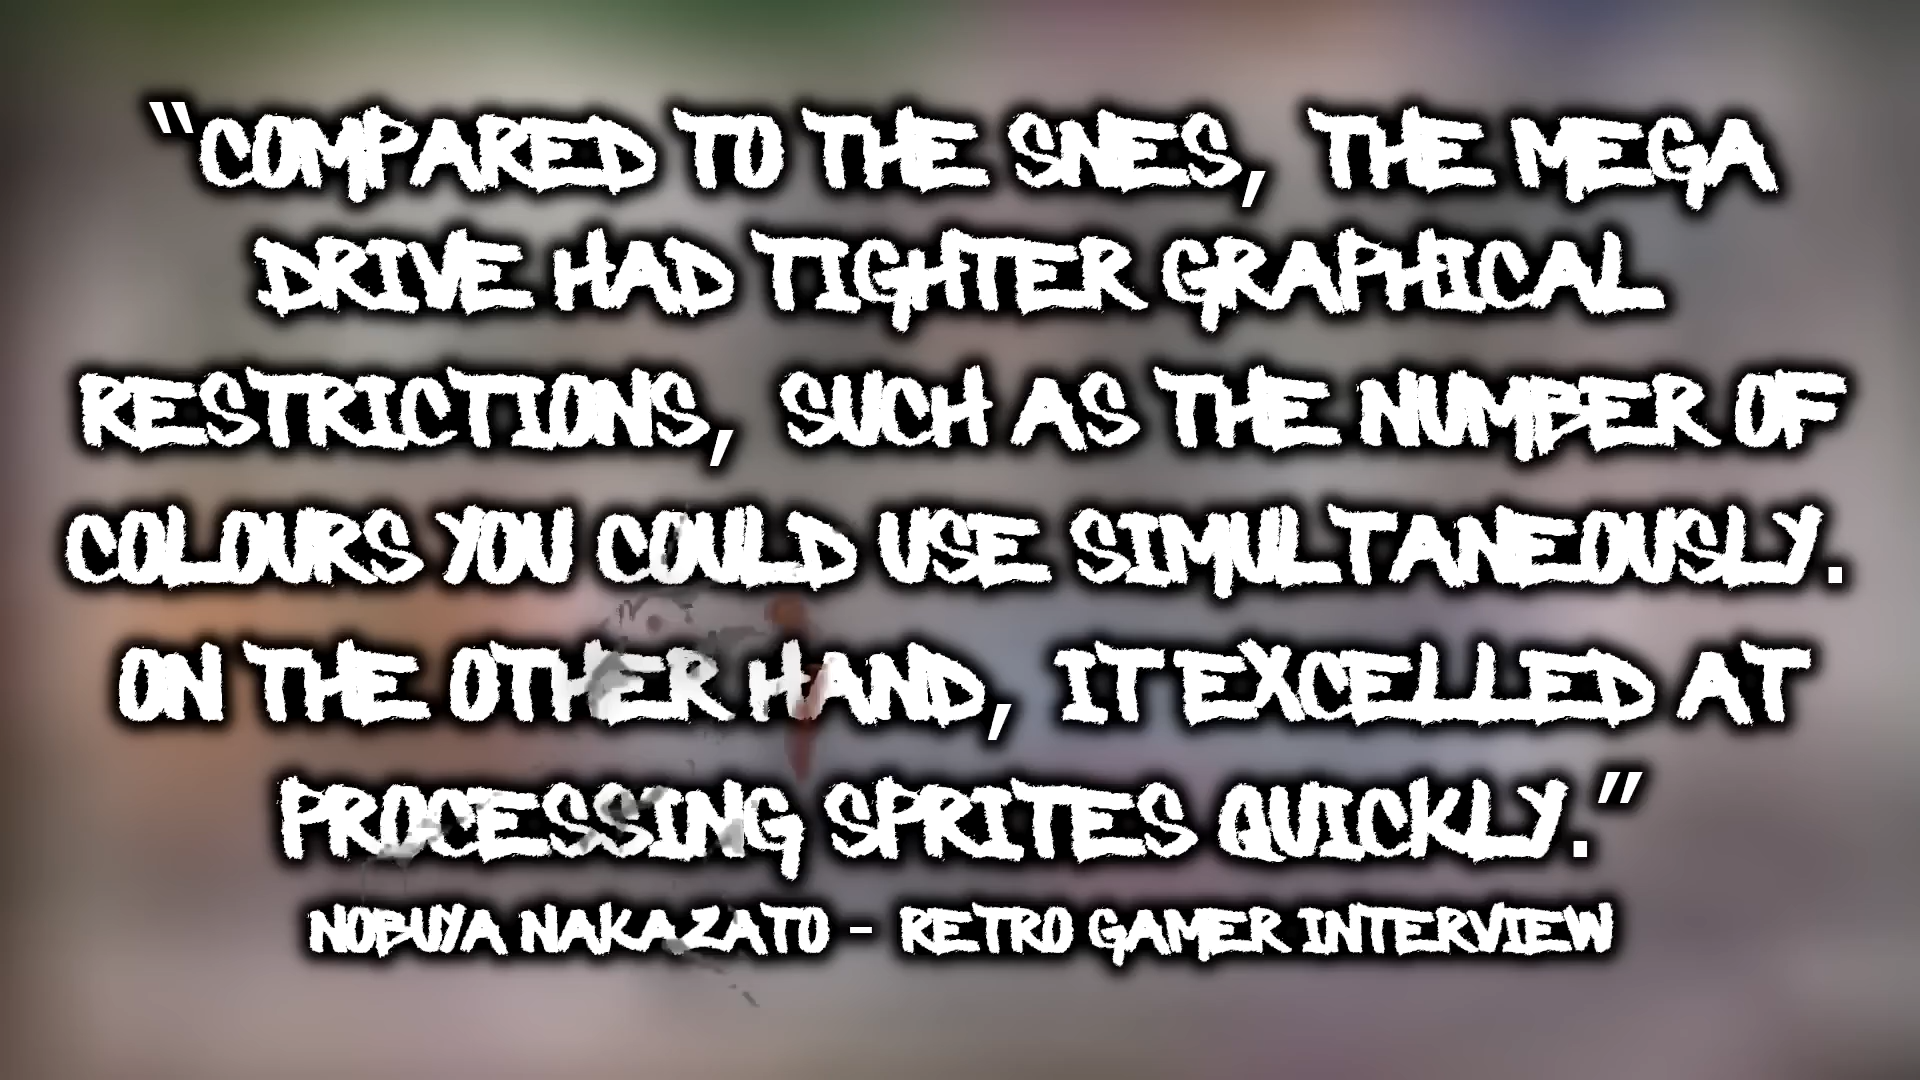 “COMPARED TO THE SNES, THE MEGA
DRIVE HAD TIGHTER GRAPHICAL
RESTRICTIONS, SUCH AS THE NUMBER OF
COLOURS YOU COULD USE SIMULTANEOUSLY.
ON THE OTHER HAND, IT EXCELLED AT
PROCESSING SPRITES QUICKLY.”
NOBUYA NAKAZATO - RETRO GAMER INTERVIEW